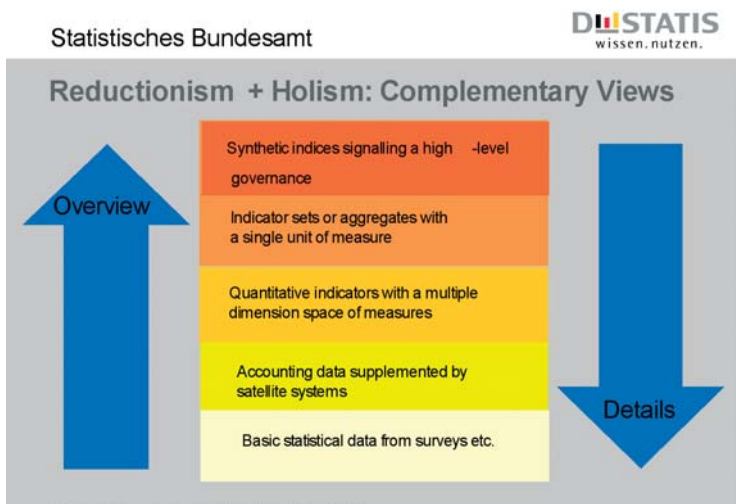 Statistisches Bundesamt
DESTATIS
wissen.nutzen.
Reductionism + Holism: Complementary Views
Synthetic indices signalling a high -level
governance
Overview
Indicator sets or aggregates with
a single unit of measure
Quantitative indicators with a multiple
dimension space of measures
Accounting data supplemented by
satellite systems
Details
Basic statistical data from surveys etc.